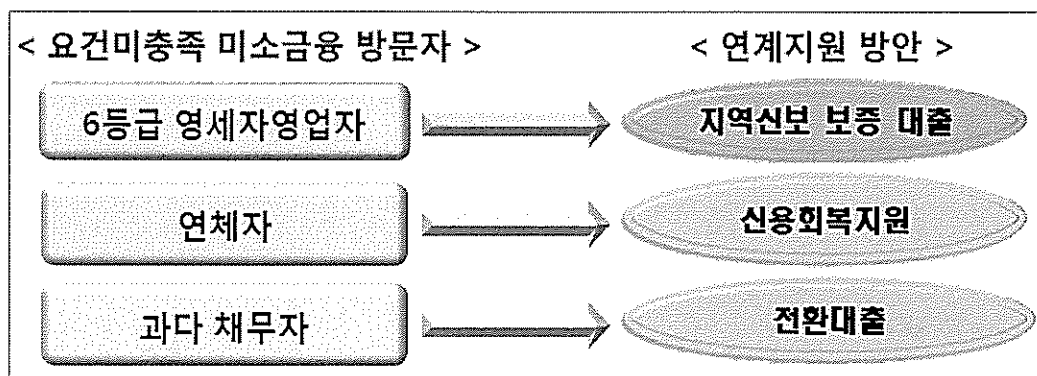 < 요건미충족 미소금융 방문자 >
< 연계지원 방안 >
6등급 영세자영업자
지역신보 보증 대출
연체자
신용회복지원
과다 채무자
전환대출